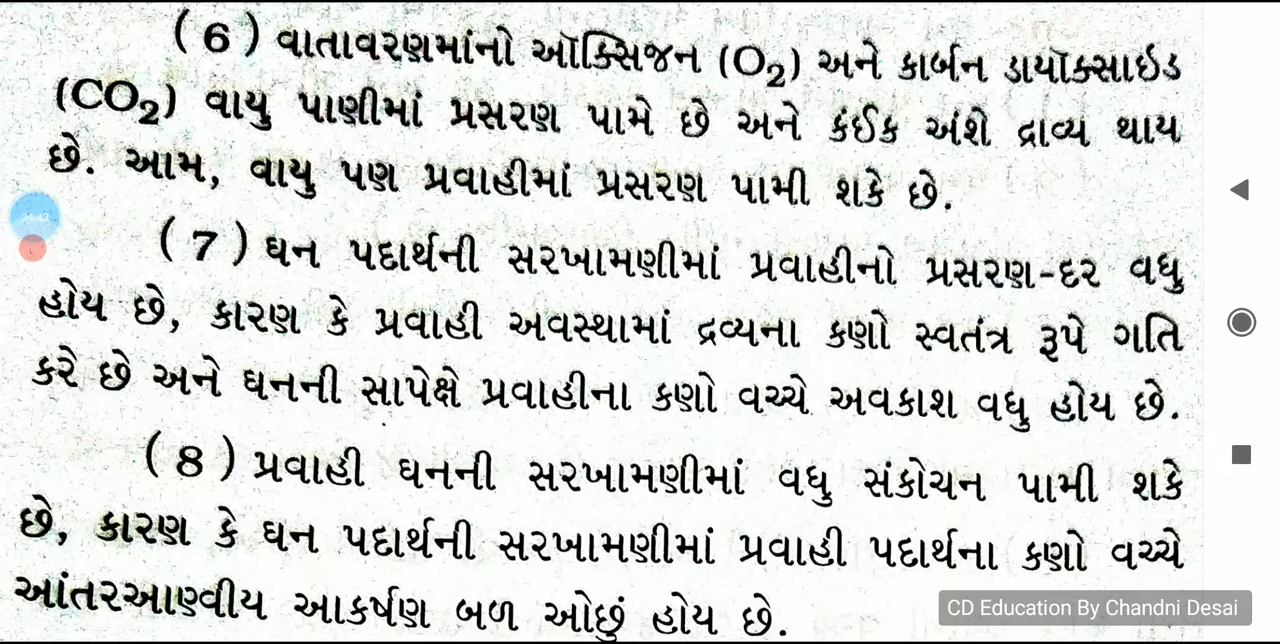 (6) વાતાવરણમાંનો ઑક્સિજન (O₂) અને કાર્બન ડાયૉક્સાઇડ
(CO₂) વાયુ પાણીમાં પ્રસરણ પામે છે અને કંઈક અંશે દ્રાવ્ય થાય
છે. આમ, વાયુ પણ પ્રવાહીમાં પ્રસરણ પામી શકે છે.
24:43
(7) ઘન પદાર્થની સરખામણીમાં પ્રવાહીનો પ્રસરણ-દર વધુ
હોય છે, કારણ કે પ્રવાહી અવસ્થામાં દ્રવ્યના કણો સ્વતંત્ર રૂપે ગતિ
કરે છે અને ઘનની સાપેક્ષે પ્રવાહીના કણો વચ્ચે અવકાશ વધુ હોય છે.
(8) પ્રવાહી ઘનની સરખામણીમાં વધુ સંકોચન પામી શકે
છે, કારણ કે ઘન પદાર્થની સરખામણીમાં પ્રવાહી પદાર્થના કણો વચ્ચે
આંતરઆણ્વીય આકર્ષણ બળ ઓછું હોય છે.
CD Education By Chandni Desai